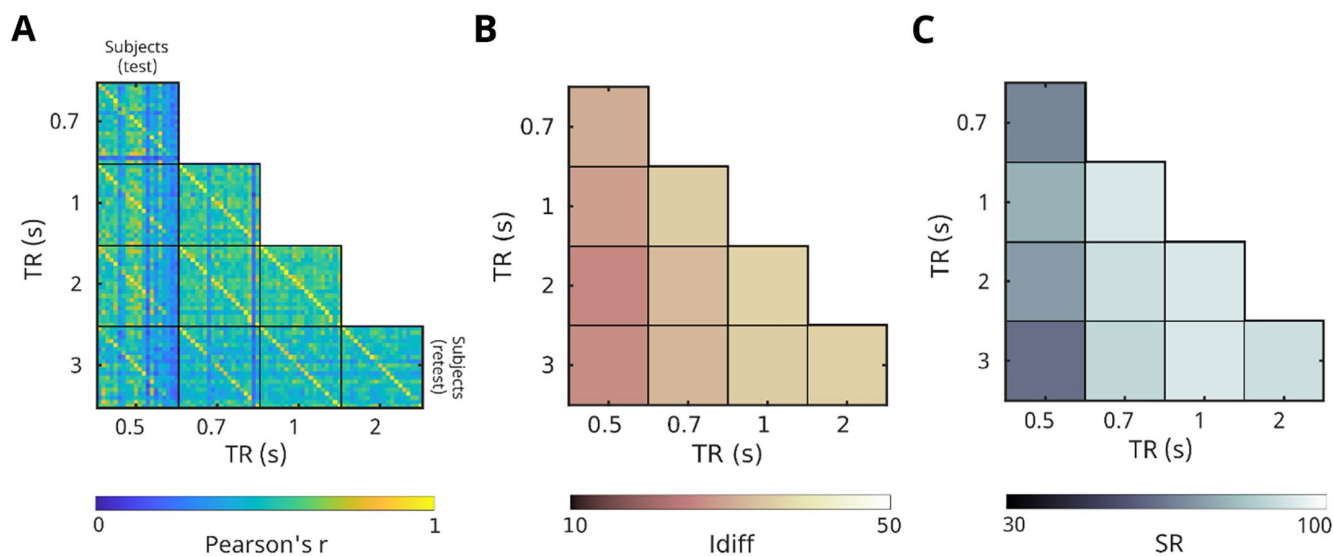 A
Subjects
(test)
0.7
1
2
3
TR (s)
Subjects
(retest)
0.5 0.7 1 2
TR (s)
0 1
Pearson's r
B
0.7
1
2
3
TR (s)
0.5 0.7 1 2
TR (s)
10 50
Idiff
C
0.7
1
2
3
TR (s)
0.5 0.7 1 2
TR (s)
30 100
SR